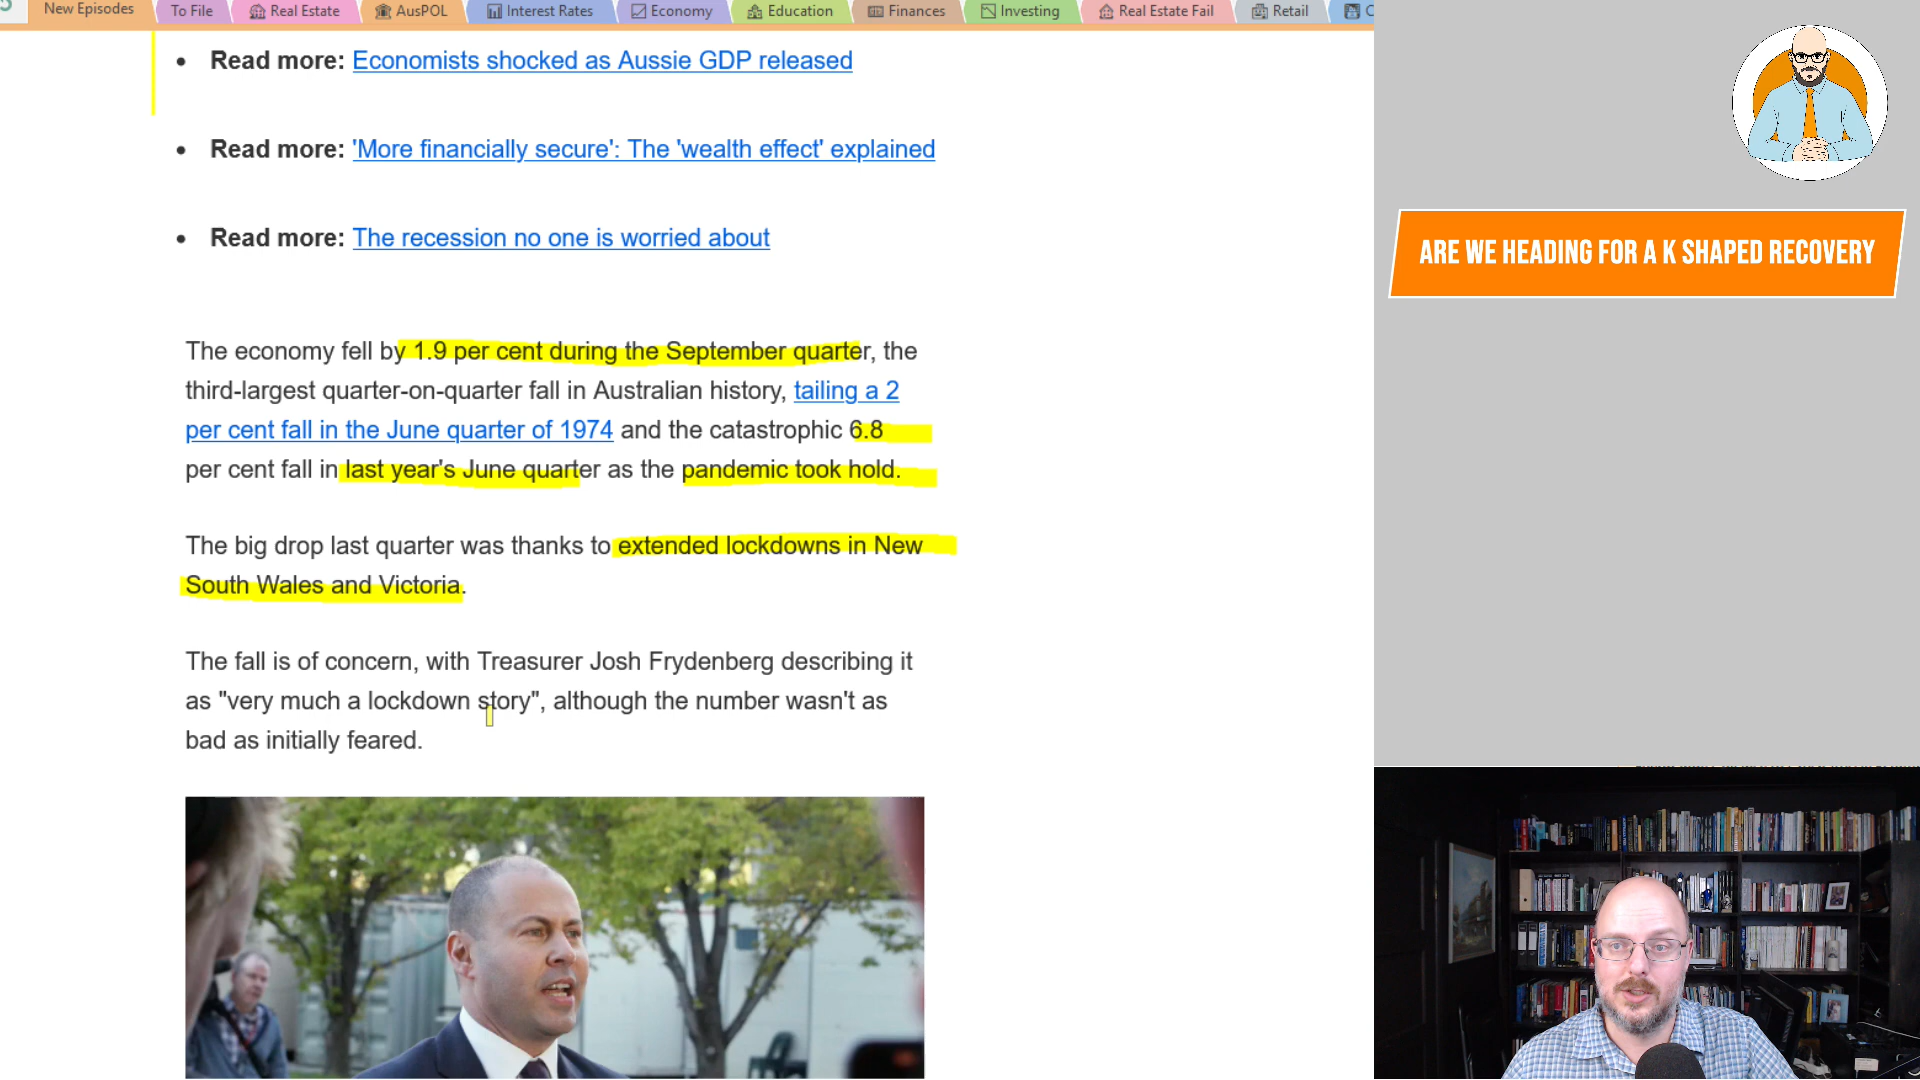 New Episodes
To File
Real Estate
AusPOL
Interest Rates
Economy
Education
Finances
Investing
Real Estate Fail
Retail
Read more: Economists shocked as Aussie GDP released
Read more: 'More financially secure': The 'wealth effect' explained
Read more: The recession no one is worried about
The economy fell by 1.9 per cent during the September quarter, the
third-largest quarter-on-quarter fall in Australian history, tailing a 2
per cent fall in the June quarter of 1974 and the catastrophic 6.8
per cent fall in last year's June quarter as the pandemic took hold.
The big drop last quarter was thanks to extended lockdowns in New
South Wales and Victoria.
The fall is of concern, with Treasurer Josh Frydenberg describing it
as "very much a lockdown story", although the number wasn't as
bad as initially feared.
ARE WE HEADING FOR A K SHAPED RECOVERY